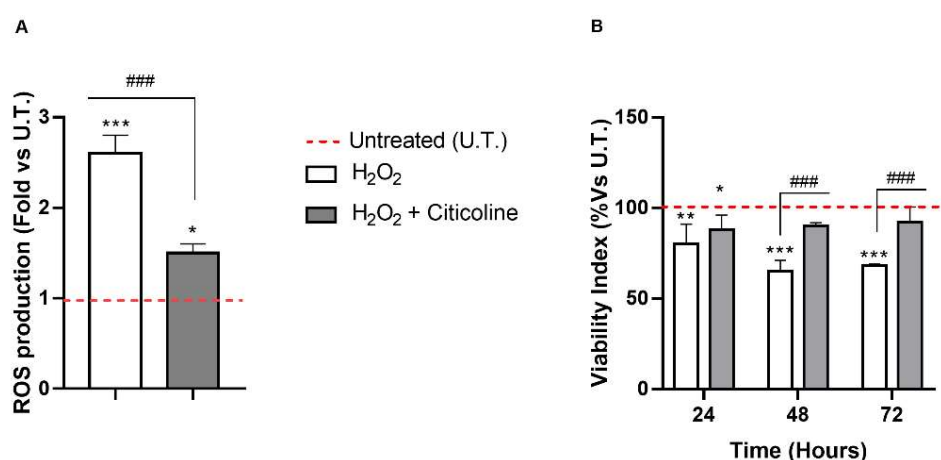 A
ROS production (Fold vs U.T.)
3
2
1
0
###
***
*
Untreated (U.T.)
H₂O₂
H₂O₂ + Citicoline
B
Viability Index (%Vs U.T.)
150
100
50
0
**
*
***
###
***
###
24 48 72
Time (Hours)